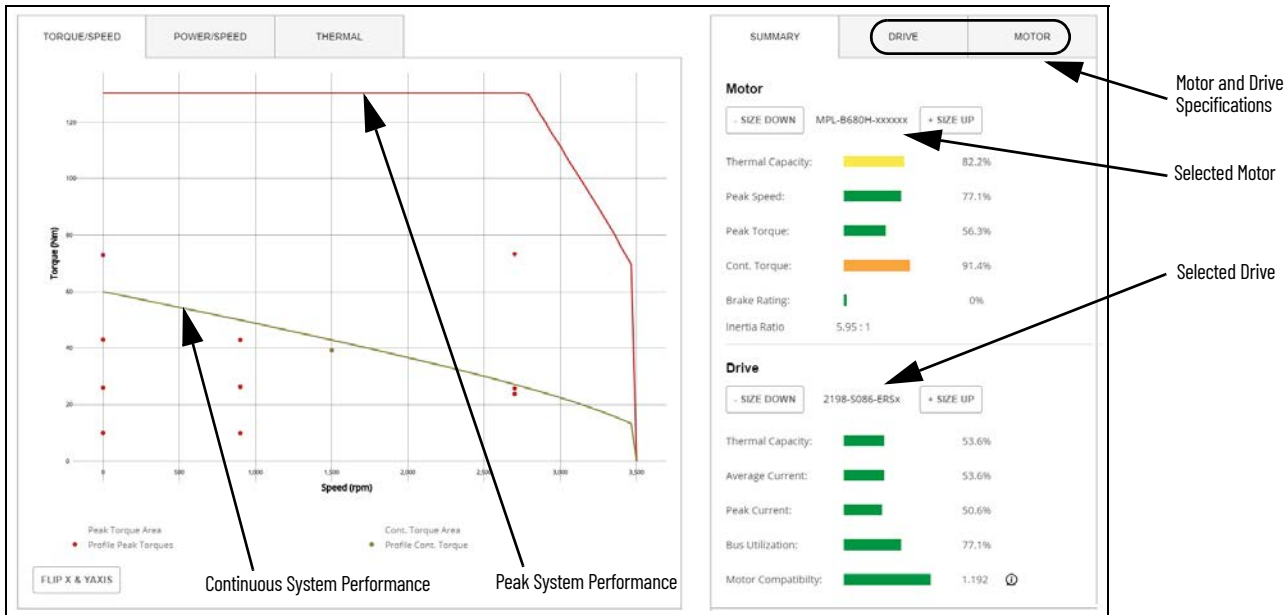 TORQUE/SPEED POWER/SPEED THERMAL
Torque (Nm)
120
100
80
60
40
20
0
0 500 1,000 1,500 2,000 2,500 3,000 3,500
Speed (rpm)
Peak Torque Area Cont. Torque Area
Profile Peak Torques Profile Cont. Torque
FLIP X & YAXIS
Continuous System Performance
Peak System Performance
SUMMARY DRIVE MOTOR
Motor
- SIZE DOWN MPL-B680H-xxxxxx + SIZE UP
Thermal Capacity: 82.2%
Peak Speed: 77.1%
Peak Torque: 56.3%
Cont. Torque: 91.4%
Brake Rating: 0%
Inertia Ratio 5.95 : 1
Drive
- SIZE DOWN 2198-S086-ERSx + SIZE UP
Thermal Capacity: 53.6%
Average Current: 53.6%
Peak Current: 50.6%
Bus Utilization: 77.1%
Motor Compatibilty: 1.192
Motor and Drive
Specifications
Selected Motor
Selected Drive